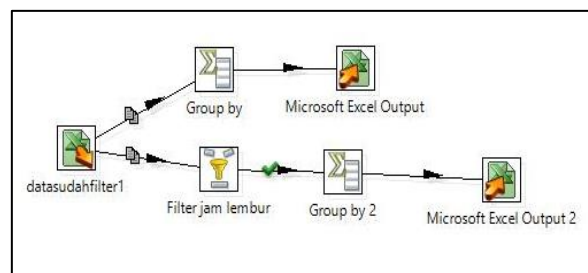 Group by
Microsoft Excel Output
datasudahfilter1
Filter jam lembur
Group by 2
Microsoft Excel Output 2